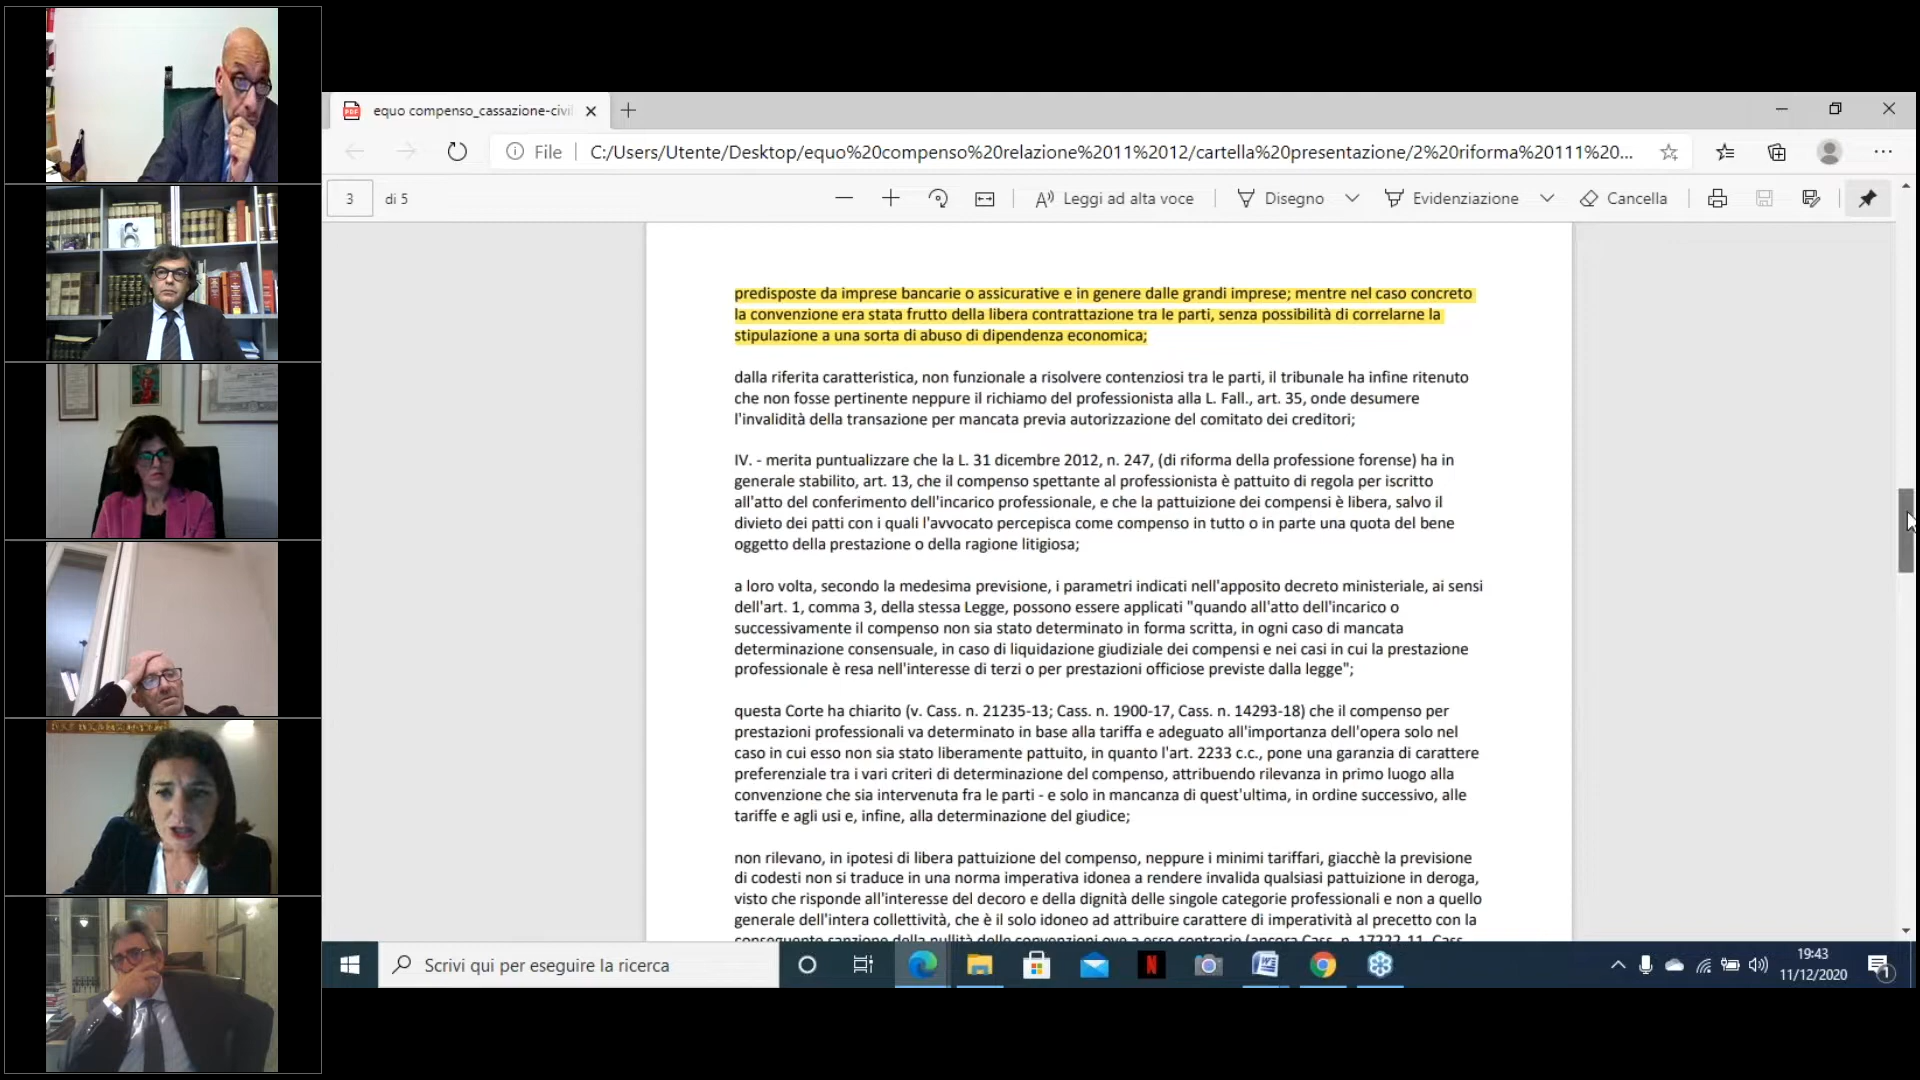 equo compenso_cassazione-civil
File
C:/Users/Utente/Desktop/equo%20compenso%20relazione%2011%2012/cartella%20presentazione/2%20riforma%20111%20...
3 di 5
Leggi ad alta voce
Disegno
Evidenziazione
Cancella
predisposte da imprese bancarie o assicurative e in genere dalle grandi imprese; mentre nel caso concreto
la convenzione era stata frutto della libera contrattazione tra le parti, senza possibilità di correlarne la
stipulazione a una sorta di abuso di dipendenza economica;
dalla riferita caratteristica, non funzionale a risolvere contenziosi tra le parti, il tribunale ha infine ritenuto
che non fosse pertinente neppure il richiamo del professionista alla L. Fall., art. 35, onde desumere
l'invalidità della transazione per mancata previa autorizzazione del comitato dei creditori;
IV. - merita puntualizzare che la L. 31 dicembre 2012, n. 247, (di riforma della professione forense) ha in
generale stabilito, art. 13, che il compenso spettante al professionista è pattuito di regola per iscritto
all'atto del conferimento dell'incarico professionale, e che la pattuizione dei compensi è libera, salvo il
divieto dei patti con i quali l'avvocato percepisca come compenso in tutto o in parte una quota del bene
oggetto della prestazione o della ragione litigiosa;
a loro volta, secondo la medesima previsione, i parametri indicati nell'apposito decreto ministeriale, ai sensi
dell'art. 1, comma 3, della stessa Legge, possono essere applicati "quando all'atto dell'incarico o
successivamente il compenso non sia stato determinato in forma scritta, in ogni caso di mancata
determinazione consensuale, in caso di liquidazione giudiziale dei compensi e nei casi in cui la prestazione
professionale è resa nell'interesse di terzi o per prestazioni officiose previste dalla legge";
questa Corte ha chiarito (v. Cass. n. 21235-13; Cass. n. 1900-17, Cass. n. 14293-18) che il compenso per
prestazioni professionali va determinato in base alla tariffa e adeguato all'importanza dell'opera solo nel
caso in cui esso non sia stato liberamente pattuito, in quanto l'art. 2233 c.c., pone una garanzia di carattere
preferenziale tra i vari criteri di determinazione del compenso, attribuendo rilevanza in primo luogo alla
convenzione che sia intervenuta fra le parti - e solo in mancanza di quest'ultima, in ordine successivo, alle
tariffe e agli usi e, infine, alla determinazione del giudice;
non rilevano, in ipotesi di libera pattuizione del compenso, neppure i minimi tariffari, giacchè la previsione
di codesti non si traduce in una norma imperativa idonea a rendere invalida qualsiasi pattuizione in deroga,
visto che risponde all'interesse del decoro e della dignità delle singole categorie professionali e non a quello
generale dell'intera collettività, che è il solo idoneo ad attribuire carattere di imperatività al precetto con la
conseguente sanzione della nullità delle convenzioni ove a esso contrarie (ancora Cass. n. 17222-11, Cass.
Scrivi qui per eseguire la ricerca
19:43
11/12/2020
1